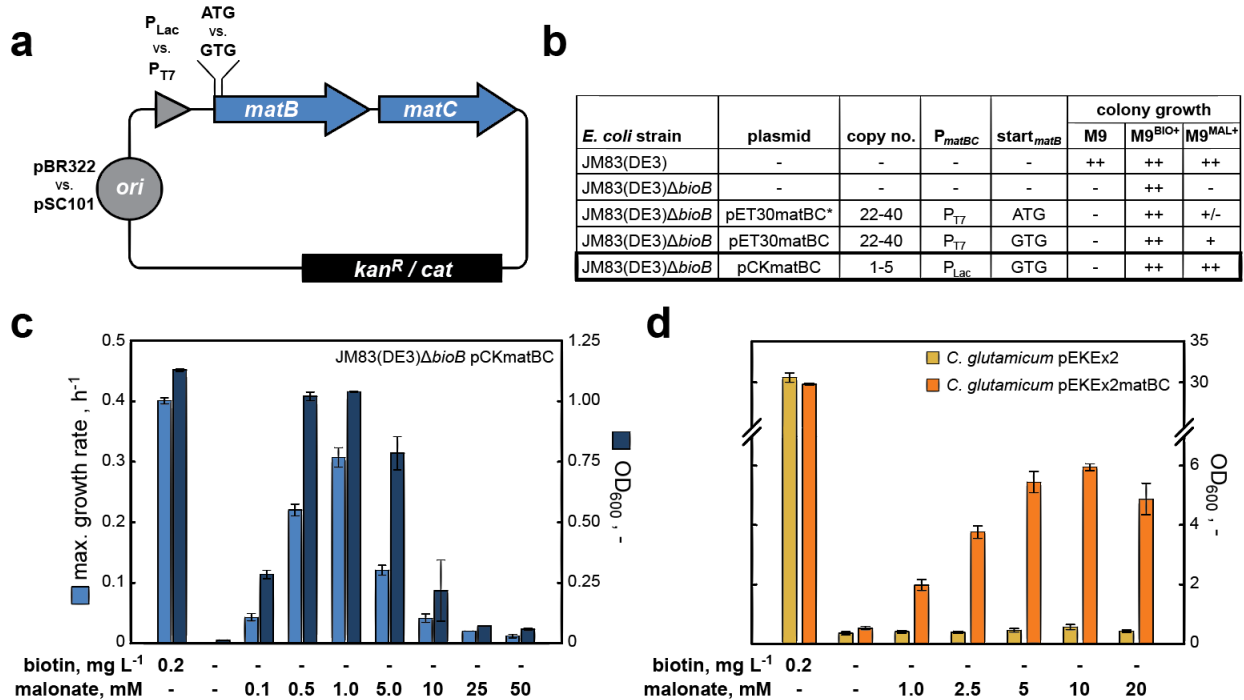 a
P_Lac
vs.
P_T7
ATG
vs.
GTG
matB
matC
pBR322
vs.
pSC101
ori
kan^R / cat
b
colony growth
E. coli strain plasmid copy no. P_matBC start_matB M9 M9^BIO+ M9^MAL+
JM83(DE3) - - - - ++ ++ ++
JM83(DE3)ΔbioB - - - - - ++ -
JM83(DE3)ΔbioB pET30matBC* 22-40 P_T7 ATG - ++ +/-
JM83(DE3)ΔbioB pET30matBC 22-40 P_T7 GTG - ++ +
JM83(DE3)ΔbioB pCKmatBC 1-5 P_Lac GTG - ++ ++
c
JM83(DE3)ΔbioB pCKmatBC
max. growth rate , h^-1
0.5
0.4
0.3
0.2
0.1
0
1.25
1.00
0.75
0.50
0.25
0
OD_600 , -
biotin, mg L^-1 0.2 - - - - - - - -
malonate, mM - - 0.1 0.5 1.0 5.0 10 25 50
d
C. glutamicum pEKEx2
C. glutamicum pEKEx2matBC
35
30
6
4
2
0
OD_600 , -
biotin, mg L^-1 0.2 - - - - - -
malonate, mM - - 1.0 2.5 5 10 20